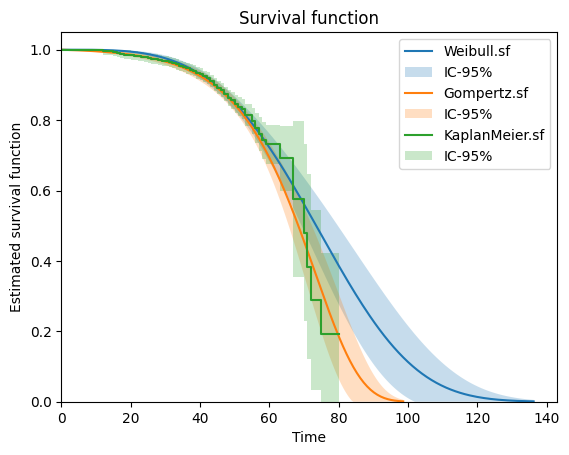 Survival function
Estimated survival function
1.0
0.8
0.6
0.4
0.2
0.0
Weibull.sf
IC-95%
Gompertz.sf
IC-95%
KaplanMeier.sf
IC-95%
0 20 40 60 80 100 120 140
Time